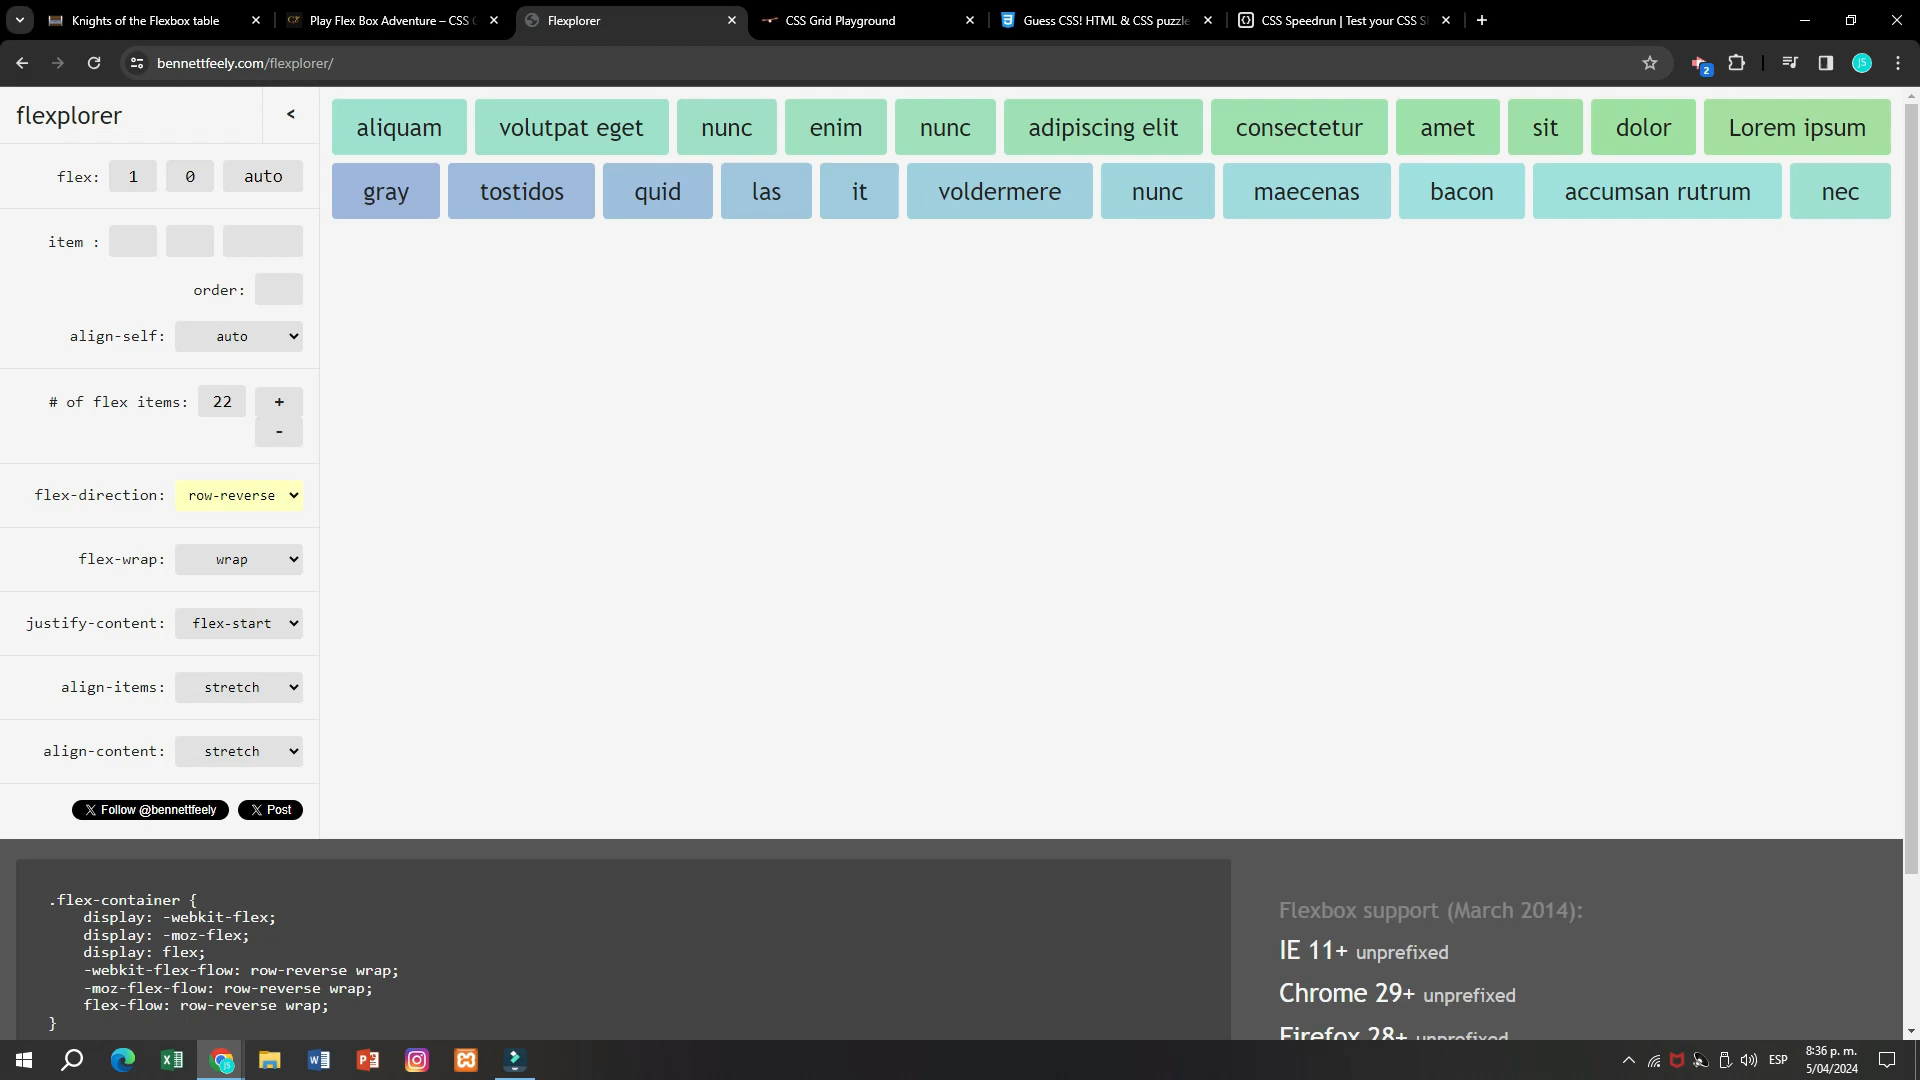 Knights of the Flexbox table
Play Flex Box Adventure – CSS
Flexplorer
CSS Grid Playground
Guess CSS! HTML & CSS puzzle
CSS Speedrun | Test your CSS S
bennettfeely.com/flexplorer/
2
JS
flexplorer
<
aliquam volutpat eget nunc enim nunc adipiscing elit consectetur amet sit dolor Lorem ipsum
gray tostidos quid las it voldermere nunc maecenas bacon accumsan rutrum nec
flex: 1 0 auto
item :
order:
align-self: auto
# of flex items: 22 +
-
flex-direction: row-reverse
flex-wrap: wrap
justify-content: flex-start
align-items: stretch
align-content: stretch
Follow @bennettfeely
Post
.flex-container {
display: -webkit-flex;
display: -moz-flex;
display: flex;
-webkit-flex-flow: row-reverse wrap;
-moz-flex-flow: row-reverse wrap;
flex-flow: row-reverse wrap;
}
Flexbox support (March 2014):
IE 11+ unprefixed
Chrome 29+ unprefixed
Firefox 28+ unprefixed
ESP
8:36 p. m.
5/04/2024